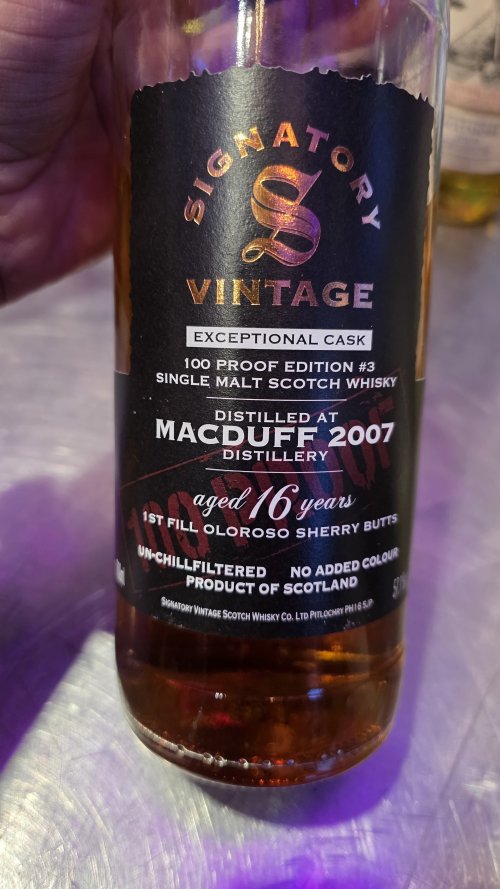 SIGNATORY
S
VINTAGE
EXCEPTIONAL CASK
100 PROOF EDITION #3
SINGLE MALT SCOTCH WHISKY
DISTILLED AT
MACDUFF 2007
DISTILLERY
100 PROOF
aged 16 years
1ST FILL OLOROSO SHERRY BUTTS
UN-CHILLFILTERED NO ADDED COLOUR
PRODUCT OF SCOTLAND
SIGNATORY VINTAGE SCOTCH WHISKY CO. LTD PITLOCHRY PH16 5JP